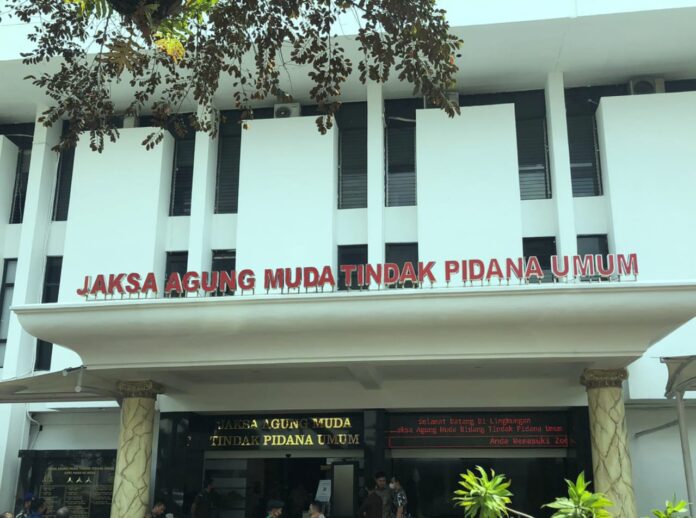 JAKSA AGUNG MUDA TINDAK PIDANA UMUM
JAKSA AGUNG MUDA
TINDAK PIDANA UMUM
Selamat Datang Di Lingkungan
Jaksa Agung Muda Bidang Tindak Pidana Umum
Anda Memasuki Zo